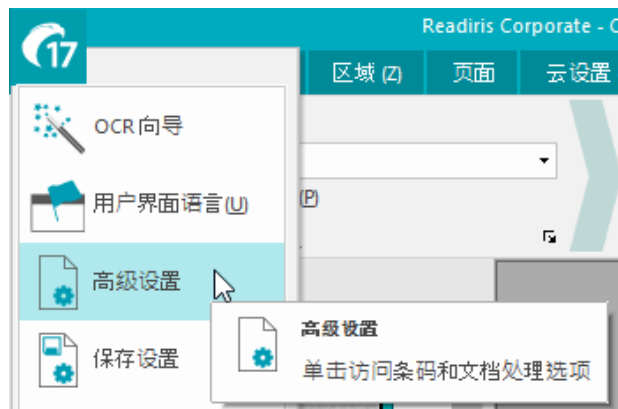 Readiris Corporate - 
17
区域 (Z) 页面 云设置
OCR 向导
用户界面语言(U)
(P)
高级设置
高级设置
单击访问条码和文档处理选项
保存设置